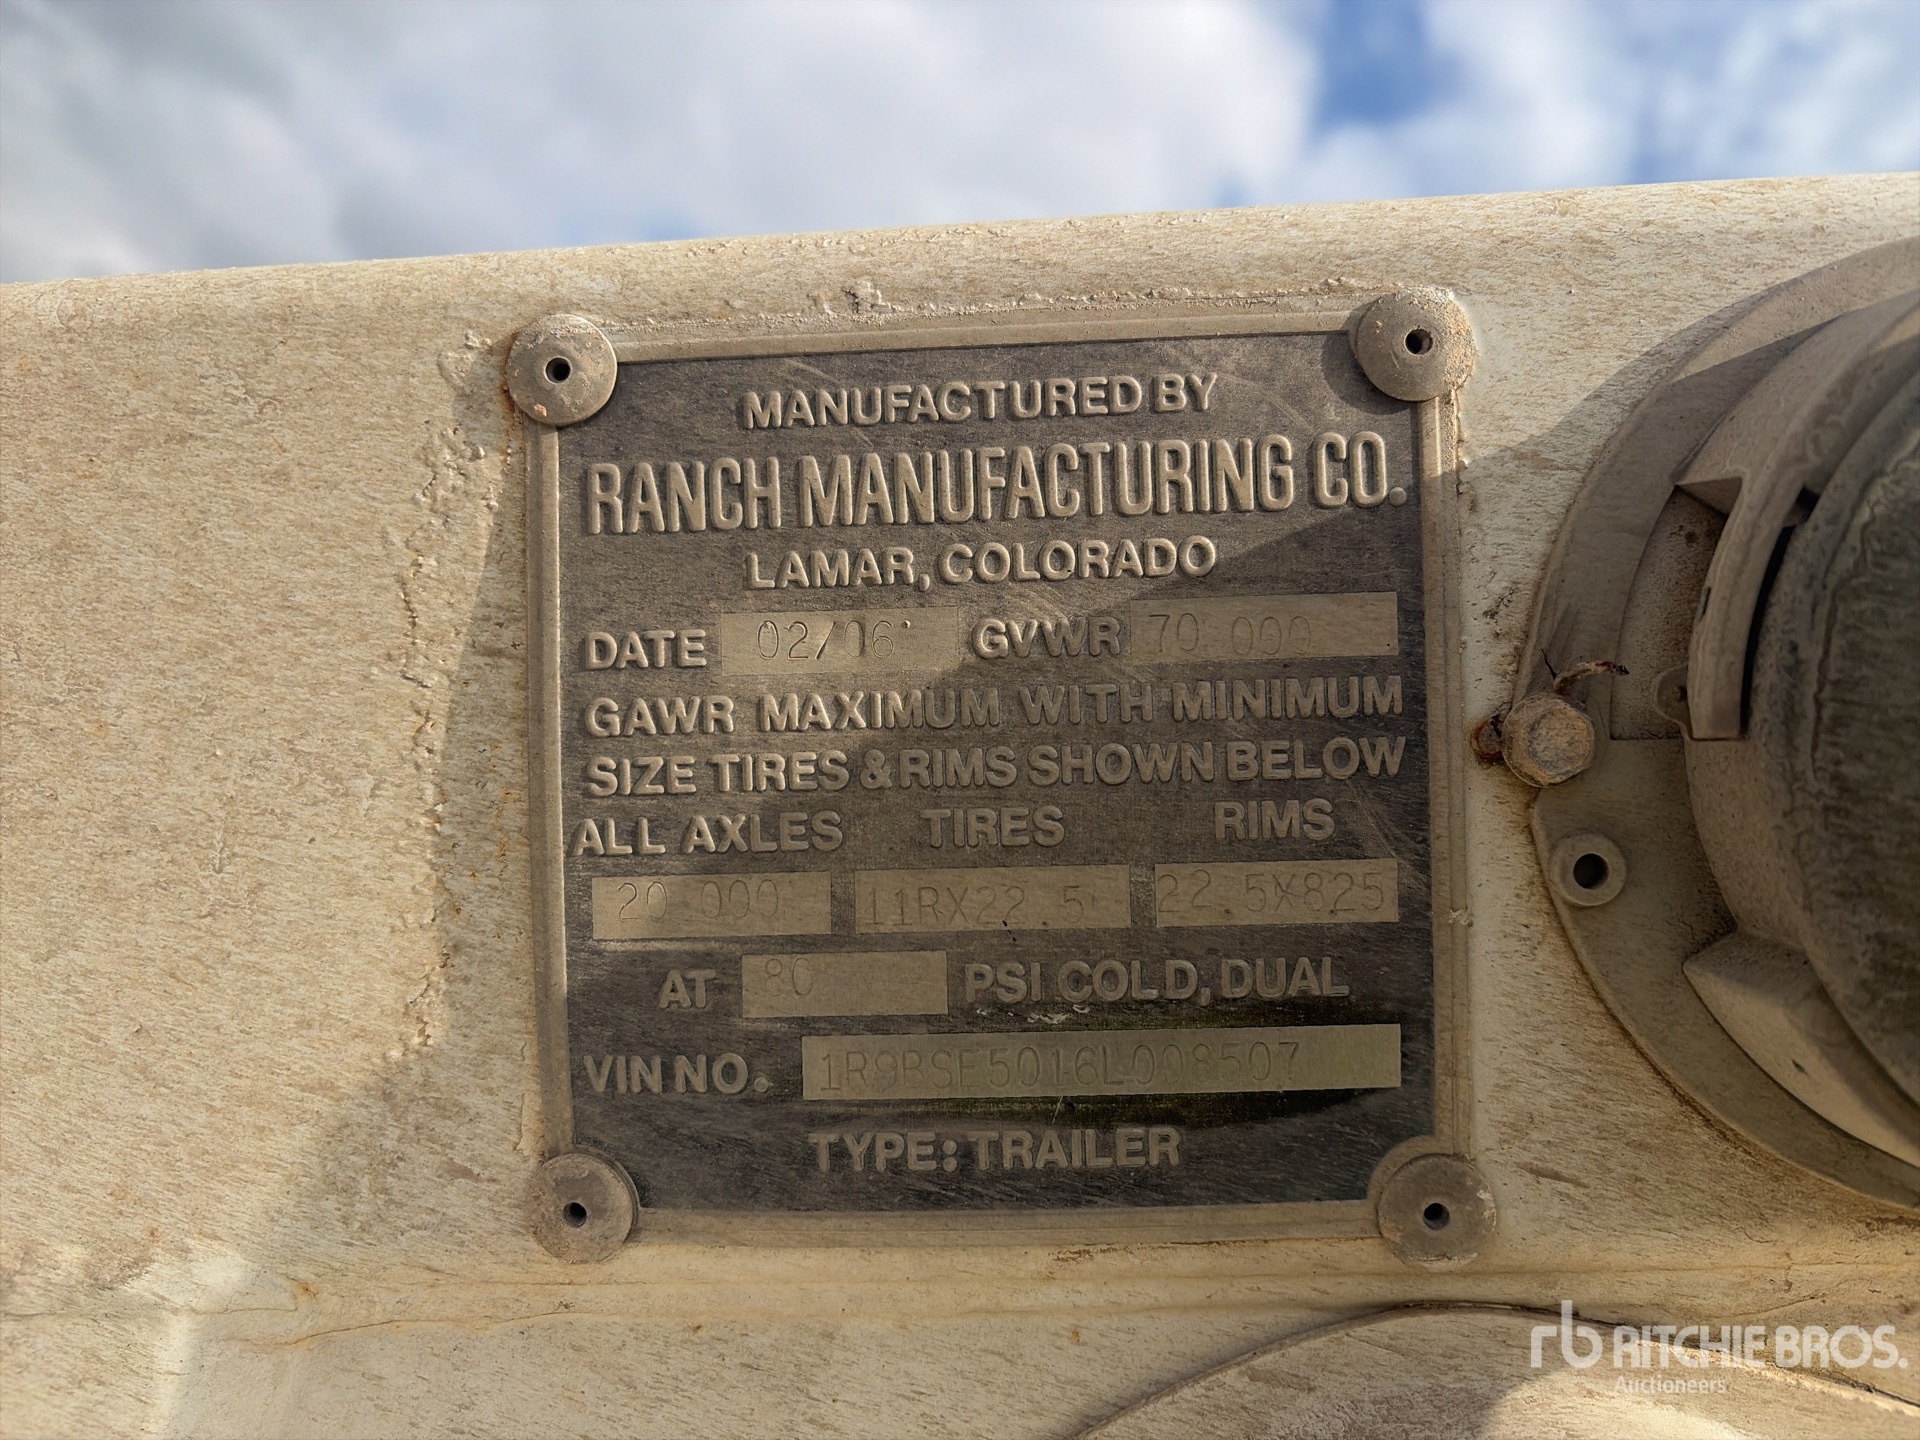 MANUFACTURED BY
RANCH MANUFACTURING CO.
LAMAR, COLORADO
DATE 02/06 GVWR 70 000
GAWR MAXIMUM WITH MINIMUM
SIZE TIRES & RIMS SHOWN BELOW
ALL AXLES TIRES RIMS
20 000 11RX22 5 22 5X825
AT 80 PSI COLD, DUAL
VIN NO. 1R9BSE5016L008507
TYPE: TRAILER
rb RITCHIE BROS.
Auctioneers